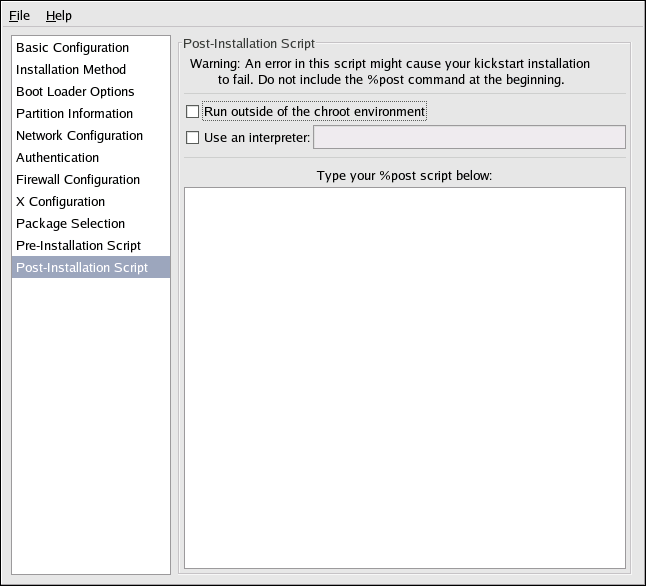 File Help
Basic Configuration
Installation Method
Boot Loader Options
Partition Information
Network Configuration
Authentication
Firewall Configuration
X Configuration
Package Selection
Pre-Installation Script
Post-Installation Script
Post-Installation Script
Warning: An error in this script might cause your kickstart installation
to fail. Do not include the %post command at the beginning.
Run outside of the chroot environment
Use an interpreter:
Type your %post script below: